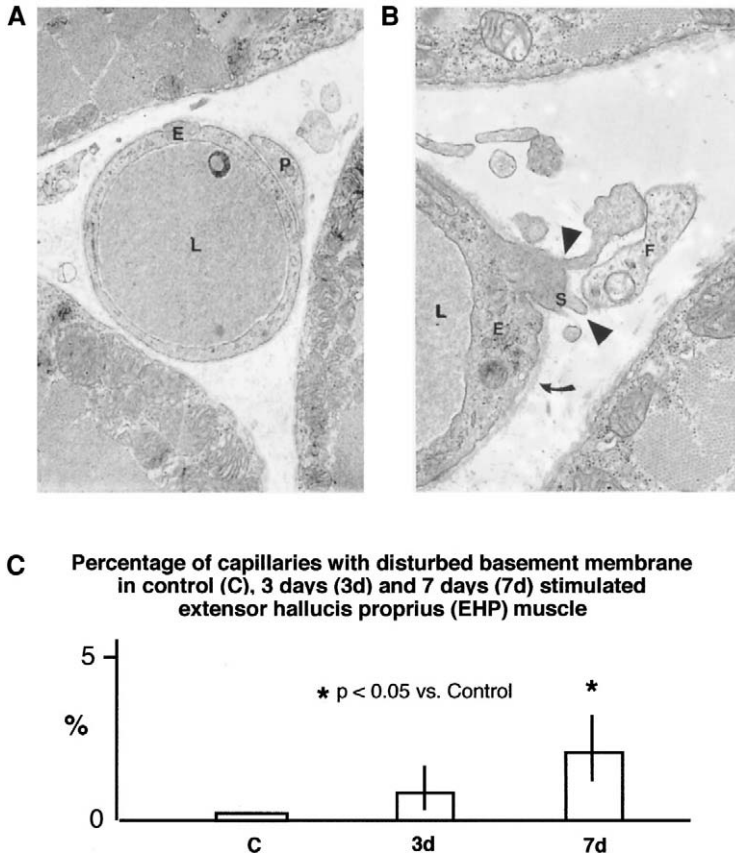 A
E
P
L
B
F
S
L
E
C Percentage of capillaries with disturbed basement membrane
in control (C), 3 days (3d) and 7 days (7d) stimulated
extensor hallucis proprius (EHP) muscle
5
* p < 0.05 vs. Control
*
%
0
C 3d 7d